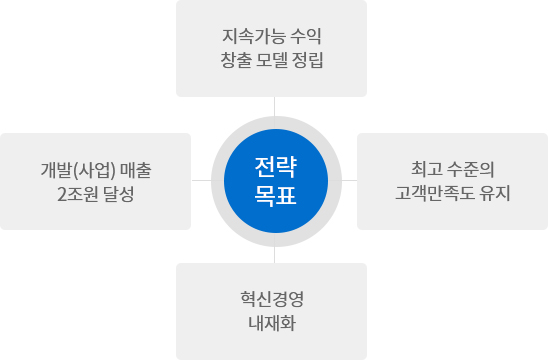 지속가능 수익
창출 모델 정립
개발(사업) 매출
2조원 달성
전략
목표
최고 수준의
고객만족도 유지
혁신경영
내재화